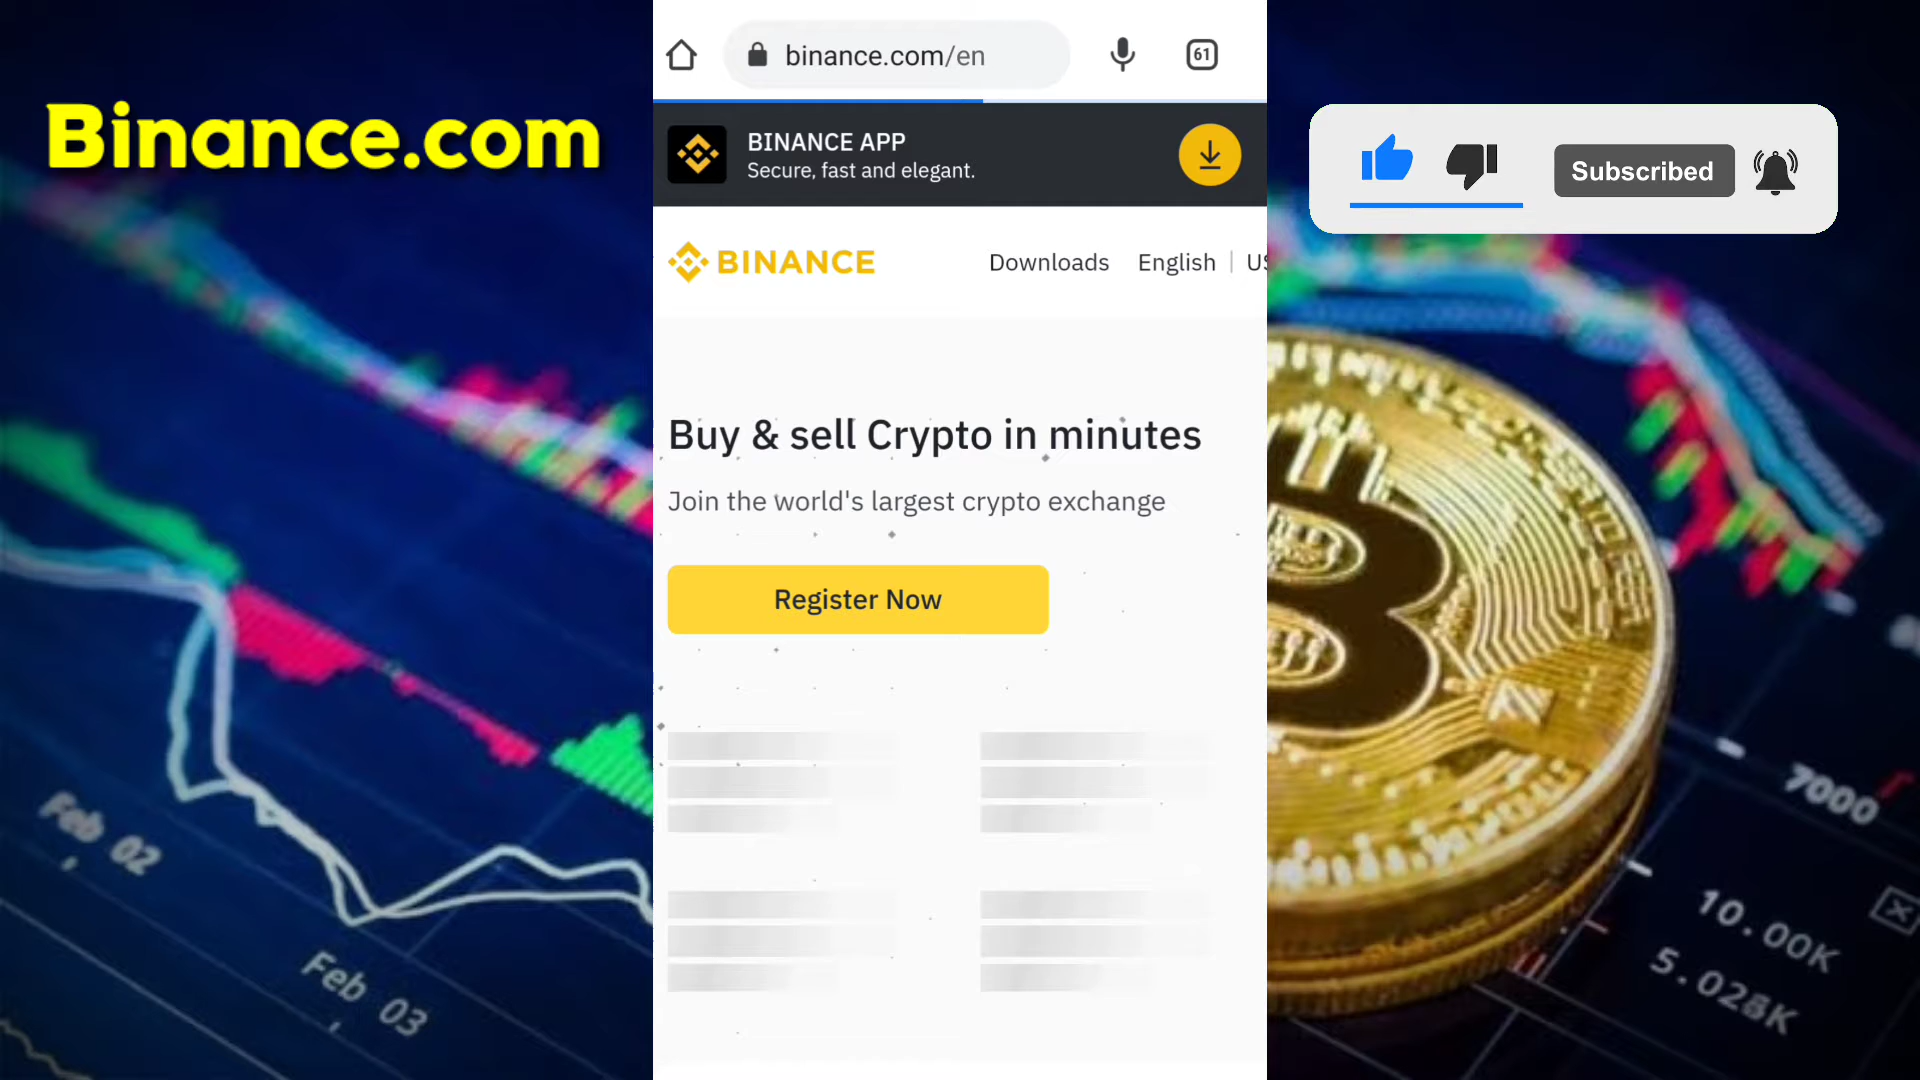 Binance.com
binance.com/en
61
BINANCE APP
Secure, fast and elegant.
BINANCE
Downloads
English
Buy & sell Crypto in minutes
Join the world's largest crypto exchange
Register Now
Subscribed
Feb 02
Feb 03
7000
10.00K
5.028K